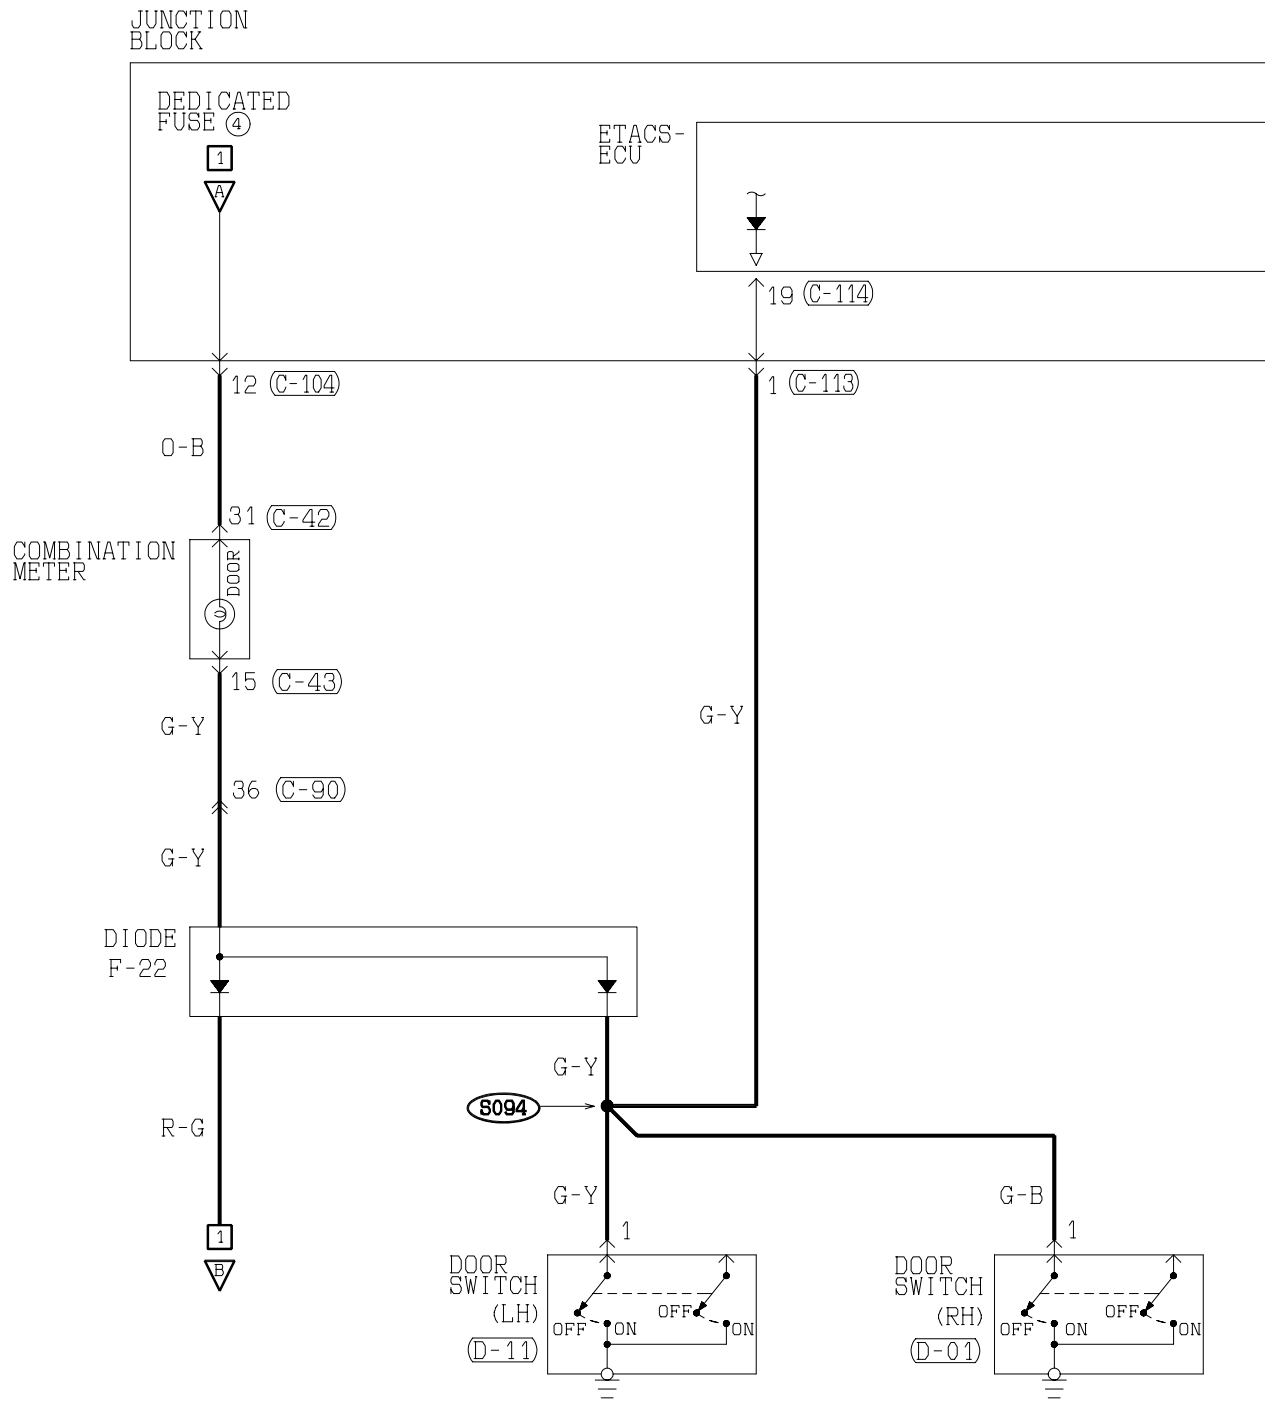 JUNCTION
BLOCK
DEDICATED
FUSE 4
1
A
ETACS-
ECU
19 C-114
12 C-104
1 C-113
O-B
31 C-42
COMBINATION
METER
DOOR
15 C-43
G-Y
G-Y
36 C-90
G-Y
DIODE
F-22
G-Y
S094
R-G
G-Y
G-B
1
1
1
B
DOOR
SWITCH
(LH)
D-11
OFF
ON
OFF
ON
DOOR
SWITCH
(RH)
D-01
OFF
ON
OFF
ON